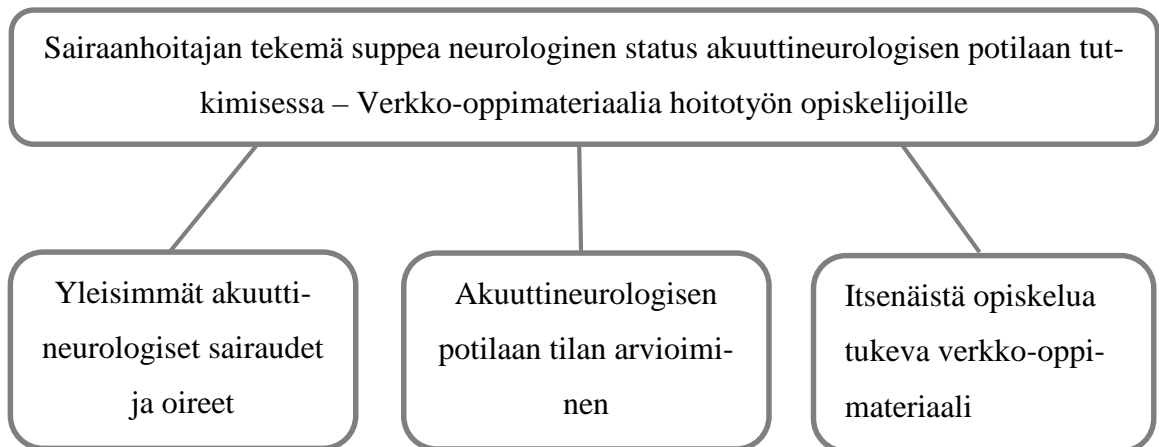 Sairaanhoitajan tekemä suppea neurologinen status akuuttineurologisen potilaan tut-
kimisessa – Verkko-oppimateriaalia hoitotyön opiskelijoille
Yleisimmät akuutti-
neurologiset sairaudet
ja oireet
Akuuttineurologisen
potilaan tilan arvioimi-
nen
Itsenäistä opiskelua
tukeva verkko-oppi-
materiaali